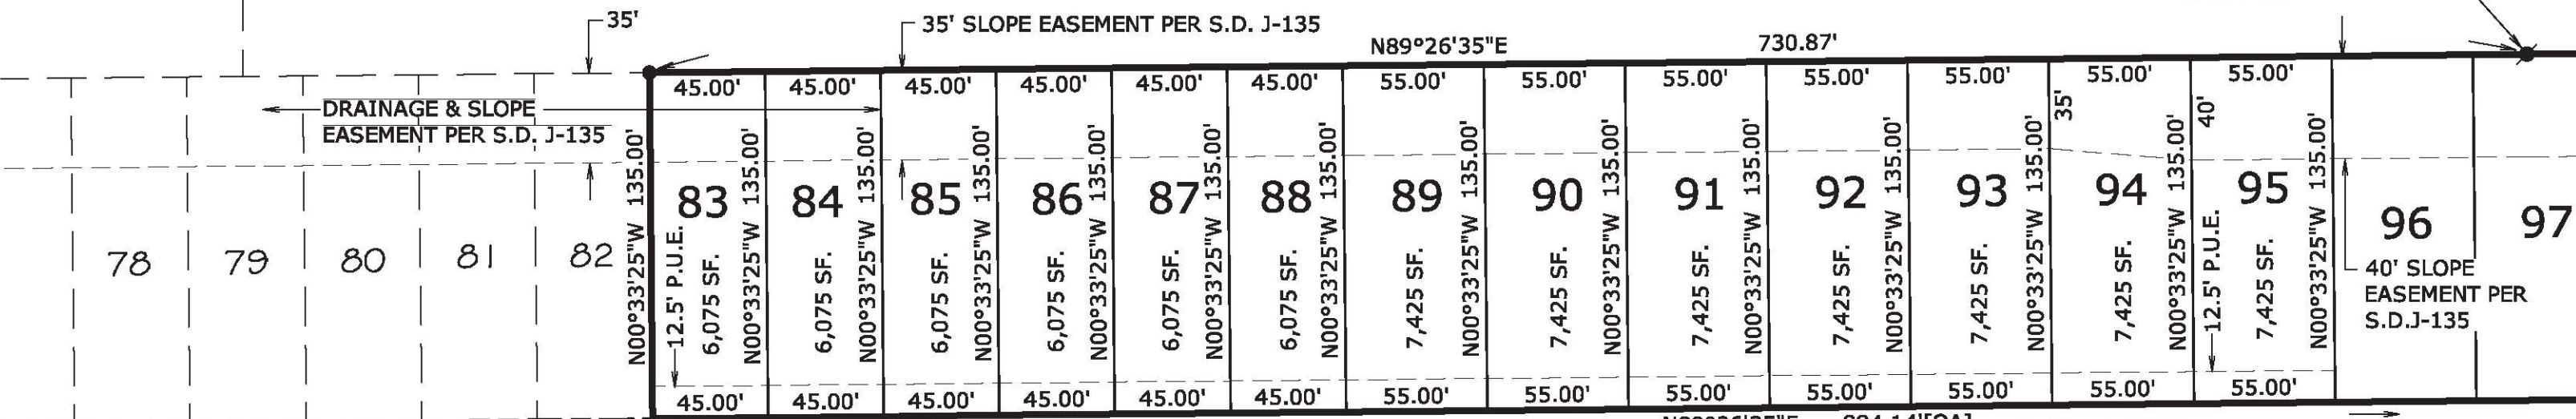 35'
35' SLOPE EASEMENT PER S.D. J-135
N89°26'35"E
730.87'
45.00' 45.00' 45.00' 45.00' 45.00' 45.00' 55.00' 55.00' 55.00' 55.00' 55.00' 55.00' 55.00'
DRAINAGE & SLOPE
EASEMENT PER S.D. J-135
35'
40'
78 79 80 81 82
83 84 85 86 87 88 89 90 91 92 93 94 95 96 97
N00°33'25"W 135.00'
12.5' P.U.E.
6,075 SF.
N00°33'25"W 135.00'
6,075 SF.
N00°33'25"W 135.00'
6,075 SF.
N00°33'25"W 135.00'
6,075 SF.
N00°33'25"W 135.00'
6,075 SF.
N00°33'25"W 135.00'
6,075 SF.
N00°33'25"W 135.00'
7,425 SF.
N00°33'25"W 135.00'
7,425 SF.
N00°33'25"W 135.00'
7,425 SF.
N00°33'25"W 135.00'
7,425 SF.
N00°33'25"W 135.00'
7,425 SF.
N00°33'25"W 135.00'
7,425 SF.
N00°33'25"W 135.00'
12.5' P.U.E.
7,425 SF.
N00°33'25"W 135.00'
40' SLOPE
EASEMENT PER
S.D.J-135
45.00' 45.00' 45.00' 45.00' 45.00' 45.00' 55.00' 55.00' 55.00' 55.00' 55.00' 55.00' 55.00'